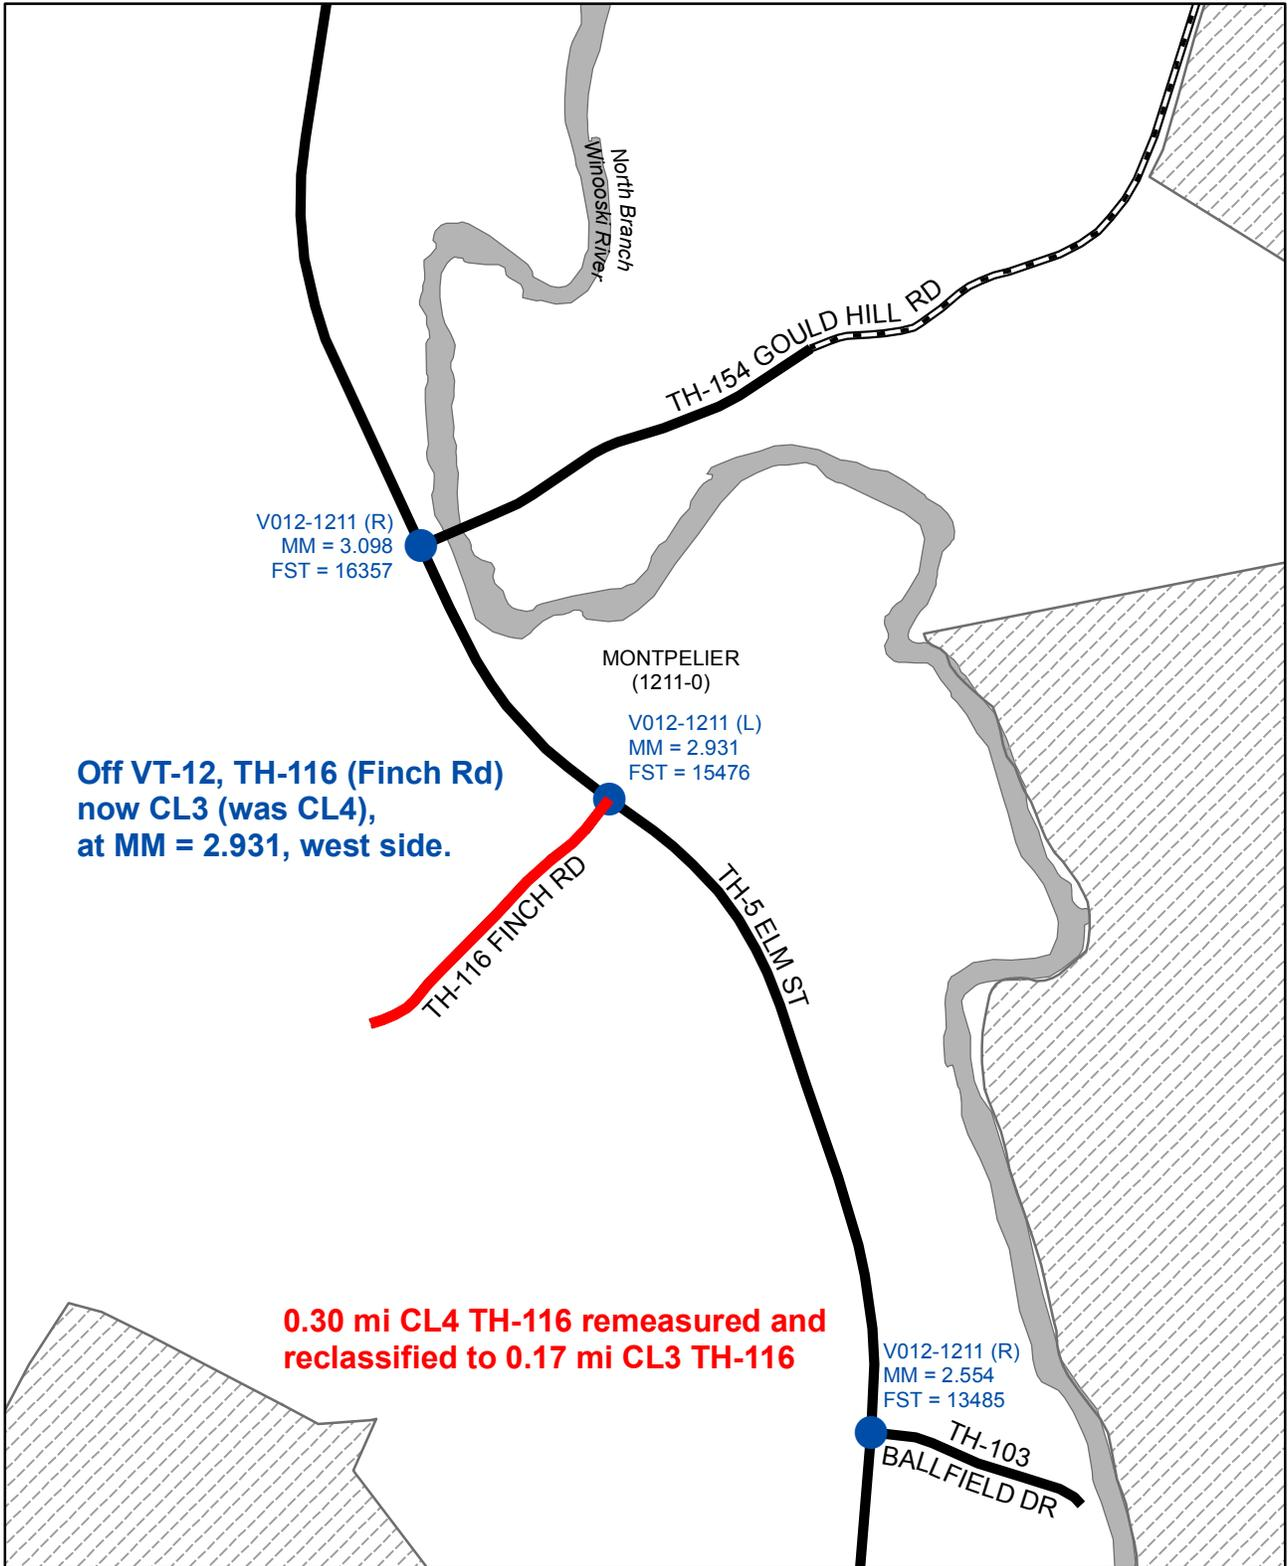 North Branch
Winooski River
TH-154 GOULD HILL RD
V012-1211 (R)
MM = 3.098
FST = 16357
MONTPELIER
(1211-0)
V012-1211 (L)
MM = 2.931
FST = 15476
Off VT-12, TH-116 (Finch Rd)
now CL3 (was CL4),
at MM = 2.931, west side.
TH-116 FINCH RD
TH-5 ELM ST
0.30 mi CL4 TH-116 remeasured and
reclassified to 0.17 mi CL3 TH-116
V012-1211 (R)
MM = 2.554
FST = 13485
TH-103
BALLFIELD DR